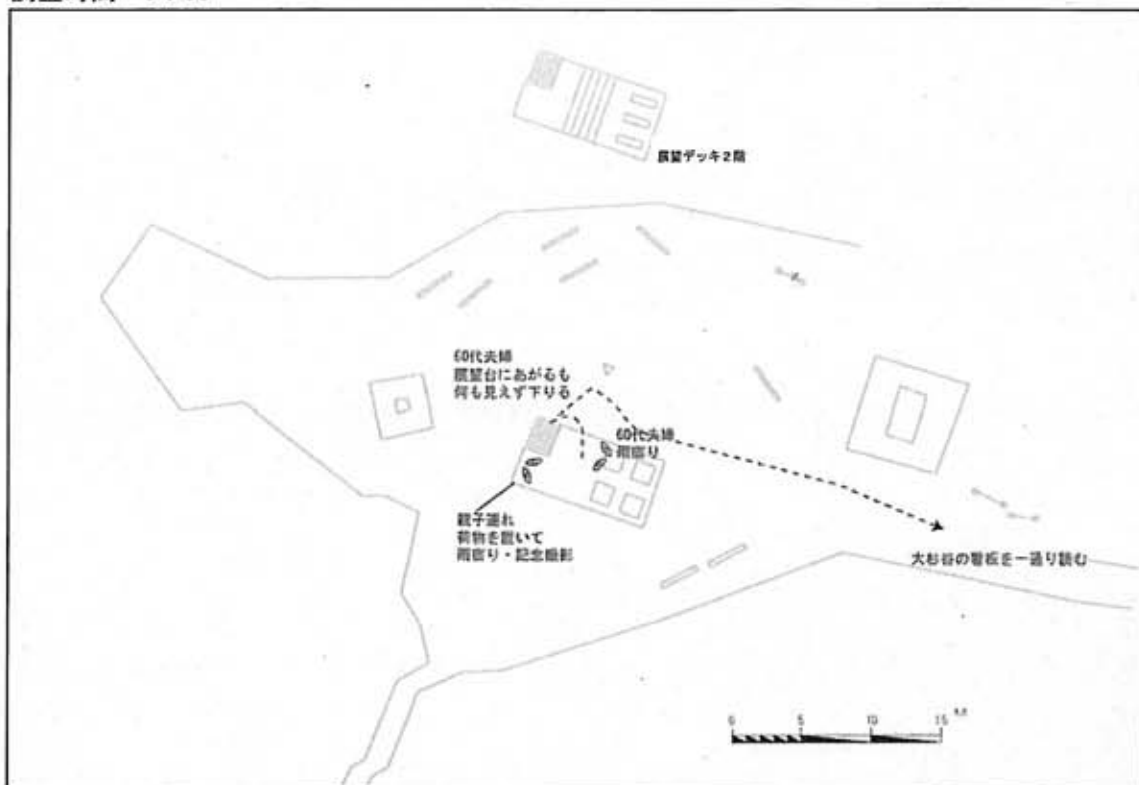 展望デッキ2階
60代夫婦
展望台にあがるも
何も見えず下りる
60代夫婦
雨宿り
親子連れ
荷物を置いて
雨宿り・記念撮影
大杉谷の看板を一通り読む
0 5 10 15